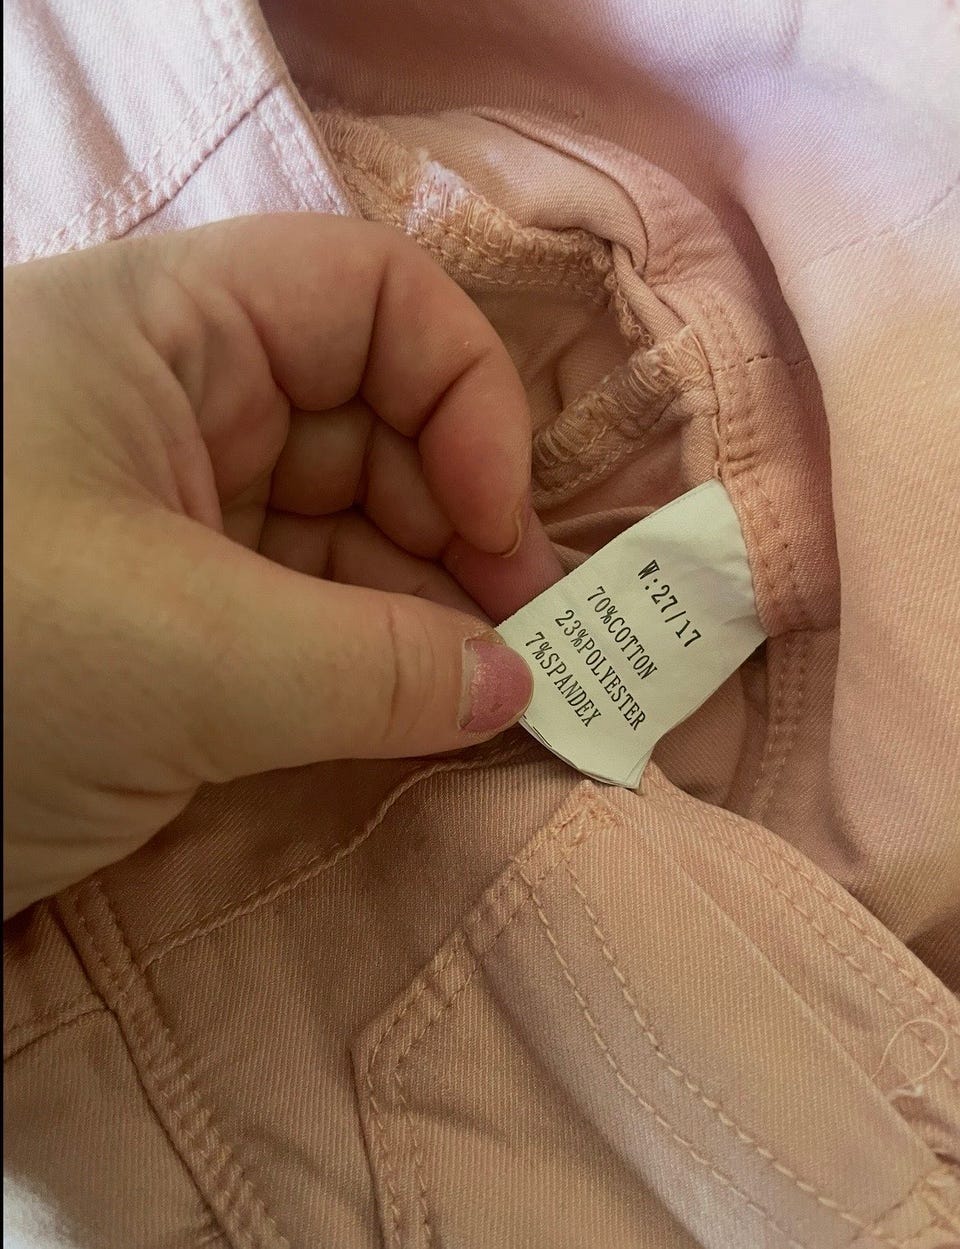 W:27/17
70%COTTON
23%POLYESTER
7%SPANDEX